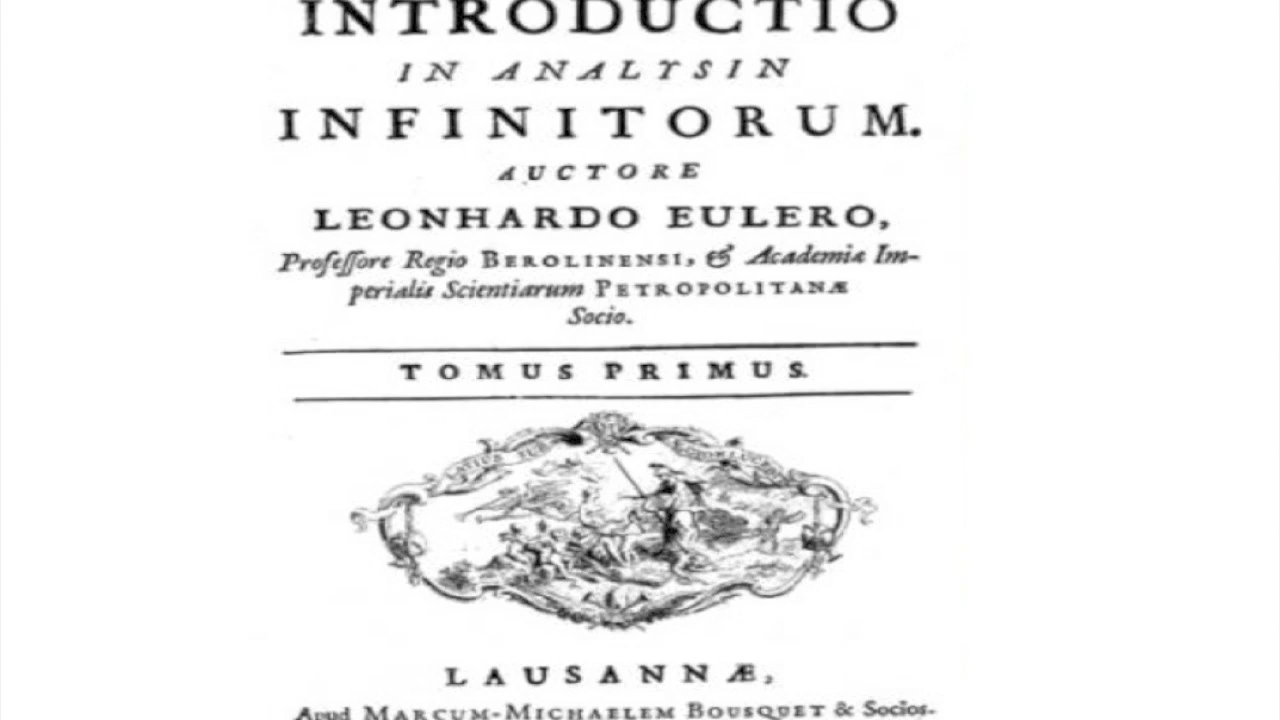 INTRODUCTIO
IN ANALYSIN
INFINITORUM.
AUCTORE
LEONHARDO EULERO,
Professore Regio BEROLINENSI, & Academiæ Im-
perialis Scientiarum PETROPOLITANÆ
Socio.
TOMUS PRIMUS.
LAUSANNÆ,
Apud MARCUM-MICHAELEM BOUSQUET & Socios.